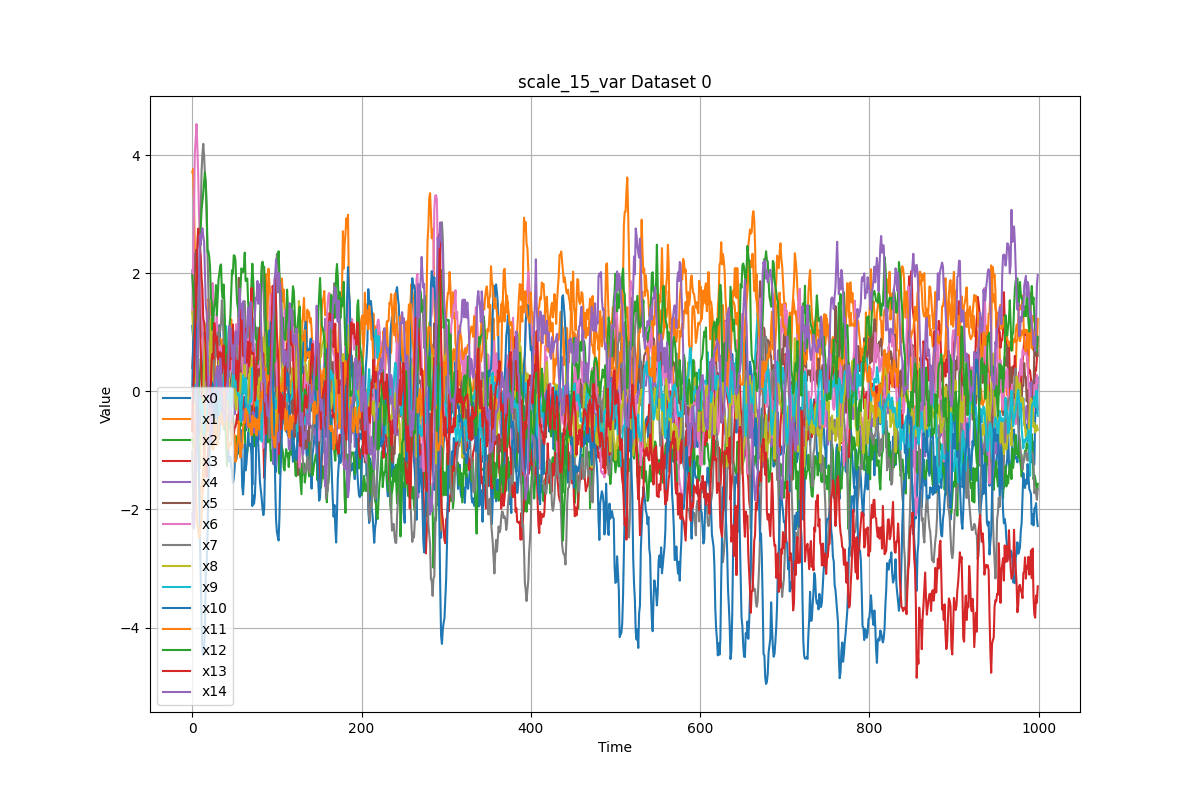 scale_15_var Dataset 0
Value
4
2
0
−2
−4
x0
x1
x2
x3
x4
x5
x6
x7
x8
x9
x10
x11
x12
x13
x14
0
200
400
600
800
1000
Time